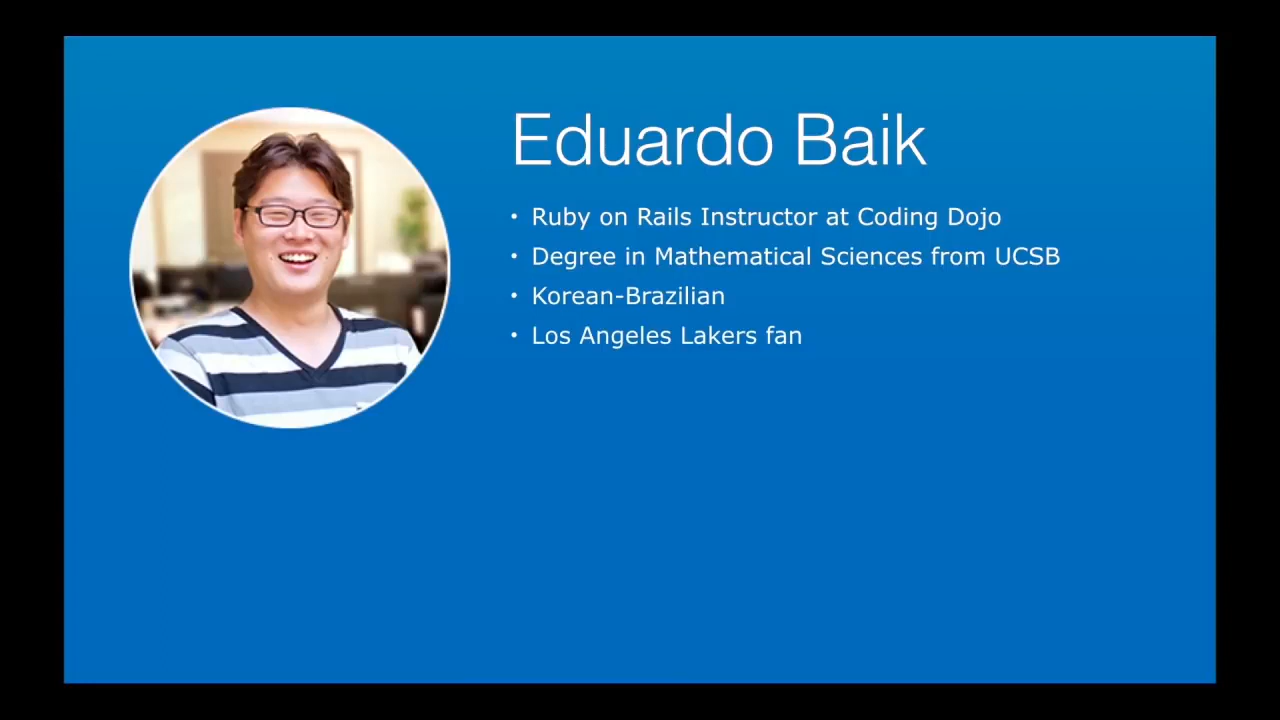 Eduardo Baik
• Ruby on Rails Instructor at Coding Dojo
• Degree in Mathematical Sciences from UCSB
• Korean-Brazilian
• Los Angeles Lakers fan